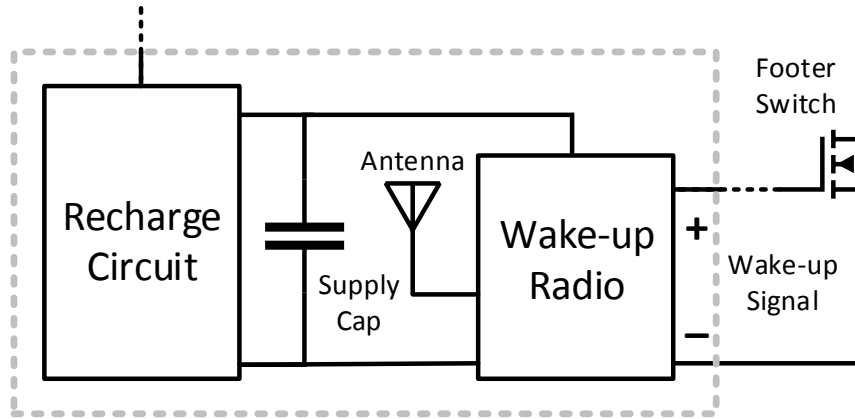 Footer
Switch
Antenna
Recharge
Circuit
Wake-up
Radio
+
Supply
Cap
Wake-up
Signal
−